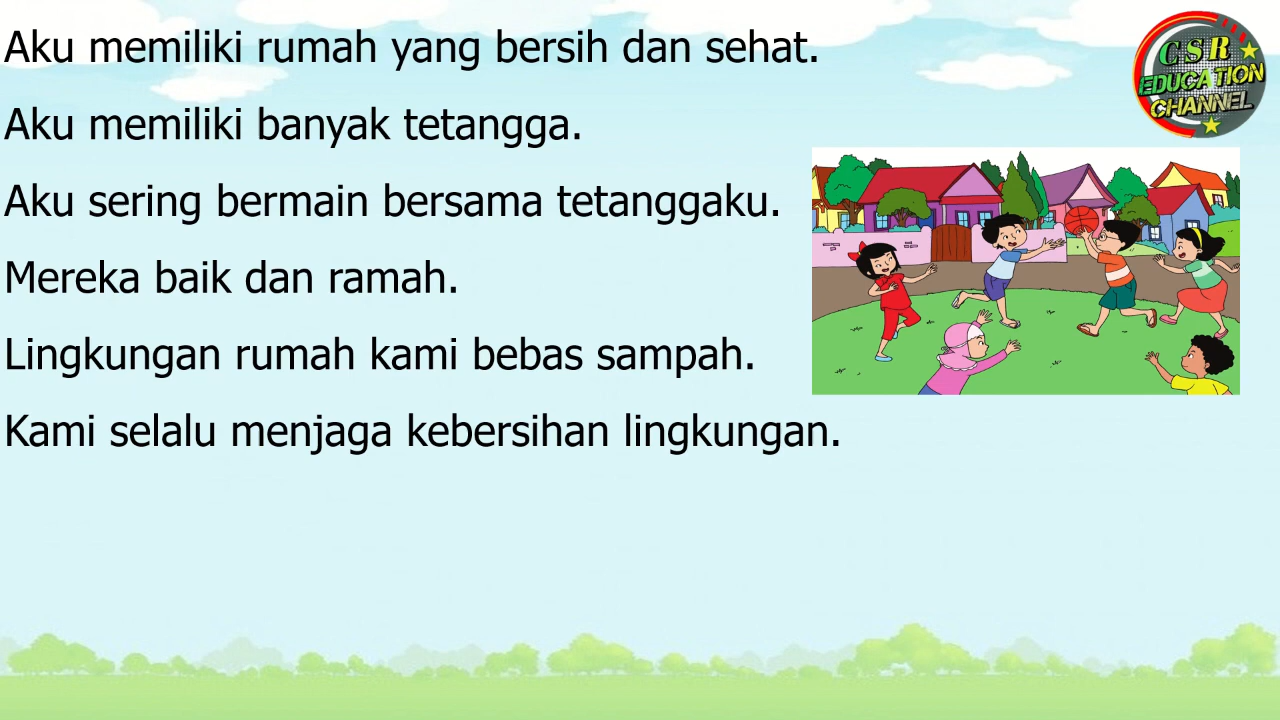 Aku memiliki rumah yang bersih dan sehat.
Aku memiliki banyak tetangga.
Aku sering bermain bersama tetanggaku.
Mereka baik dan ramah.
Lingkungan rumah kami bebas sampah.
Kami selalu menjaga kebersihan lingkungan.
CSR
EDUCATION
CHANNEL